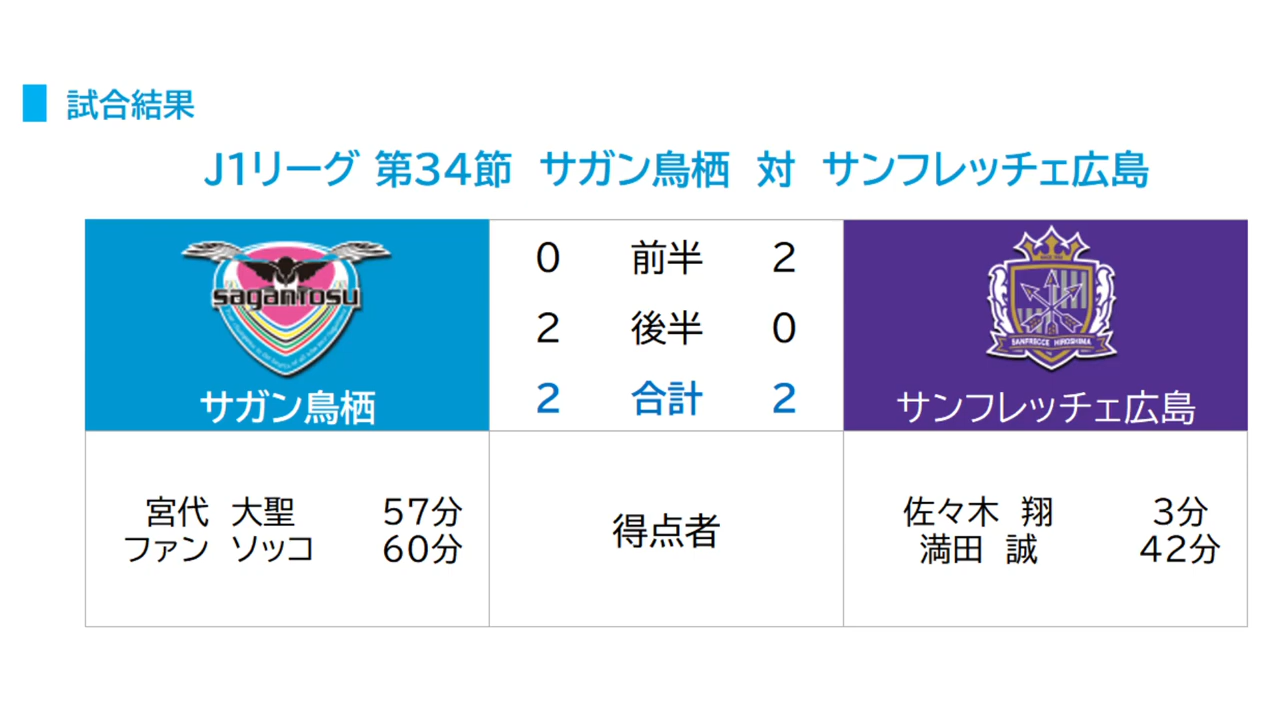 試合結果
J1リーグ 第34節 サガン鳥栖 対 サンフレッチェ広島
saganTosu
サガン鳥栖
0 前半 2
2 後半 0
2 合計 2
SANFRECCE HIROSHIMA
サンフレッチェ広島
宮代 大聖 57分
ファン ソッコ 60分
得点者
佐々木 翔 3分
満田 誠 42分